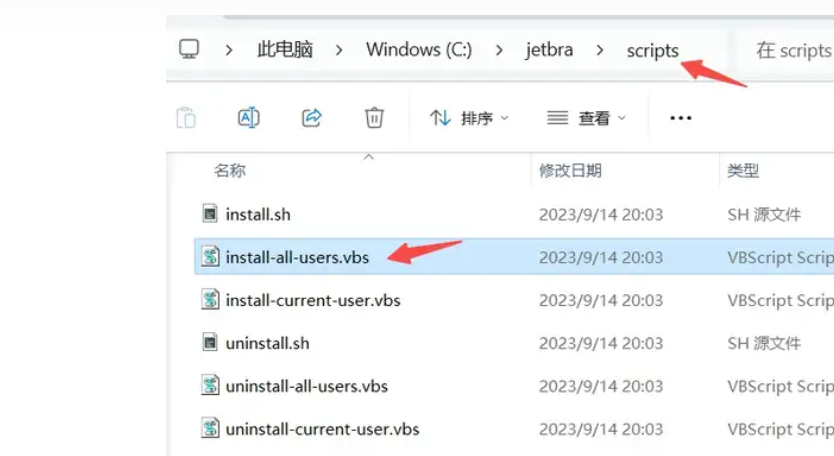 此电脑 > Windows (C:) > jetbra > scripts 在 scripts
排序 查看 ...
名称 修改日期 类型
install.sh 2023/9/14 20:03 SH 源文件
install-all-users.vbs 2023/9/14 20:03 VBScript Scrip
install-current-user.vbs 2023/9/14 20:03 VBScript Scrip
uninstall.sh 2023/9/14 20:03 SH 源文件
uninstall-all-users.vbs 2023/9/14 20:03 VBScript Scrip
uninstall-current-user.vbs 2023/9/14 20:03 VBScript Scrip